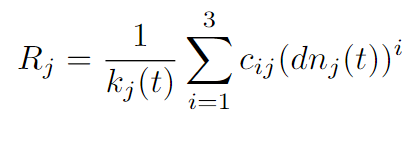 R_j = \frac{1}{k_j(t)} \sum_{i=1}^{3} c_{ij}(dn_j(t))^i